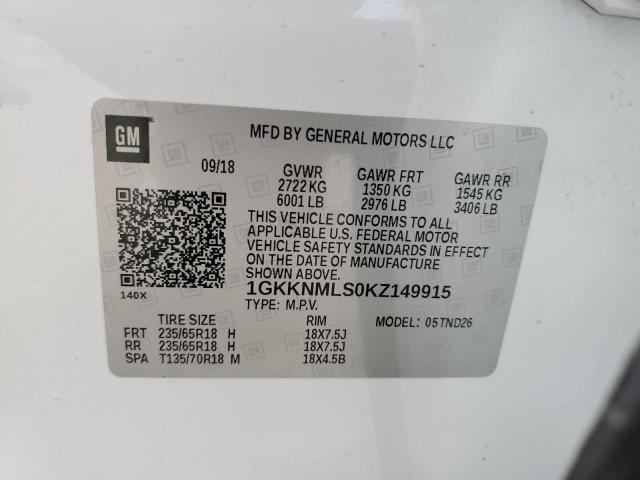 GM
MFD BY GENERAL MOTORS LLC
09/18 GVWR GAWR FRT GAWR RR
2722 KG 1350 KG 1545 KG
6001 LB 2976 LB 3406 LB
THIS VEHICLE CONFORMS TO ALL
APPLICABLE U.S. FEDERAL MOTOR
VEHICLE SAFETY STANDARDS IN EFFECT
ON THE DATE OF MANUFACTURE
SHOWN ABOVE.
140X
1GKKNMLS0KZ149915
TYPE: M.P.V.
TIRE SIZE RIM MODEL: 05TND26
FRT 235/65R18 H 18X7.5J
RR 235/65R18 H 18X7.5J
SPA T135/70R18 M 18X4.5B